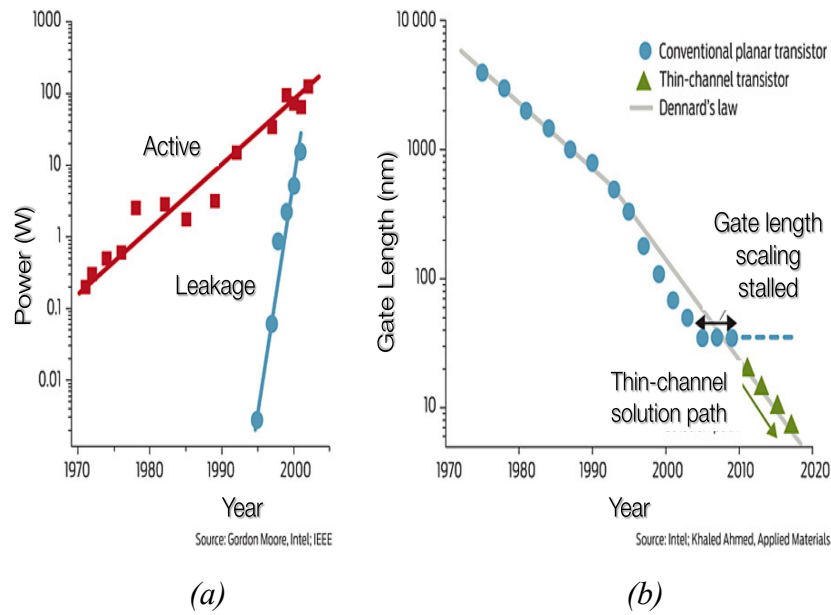 1000
100
10
1
0.1
0.01
Power (W)
Active
Leakage
1970
1980
1990
2000
Year
Source: Gordon Moore, Intel; IEEE
(a)
10 000
1000
100
10
Gate Length (nm)
Conventional planar transistor
Thin-channel transistor
Dennard's law
Gate length
scaling
stalled
Thin-channel
solution path
1970
1980
1990
2000
2010
2020
Year
Source: Intel; Khaled Ahmed, Applied Materials
(b)